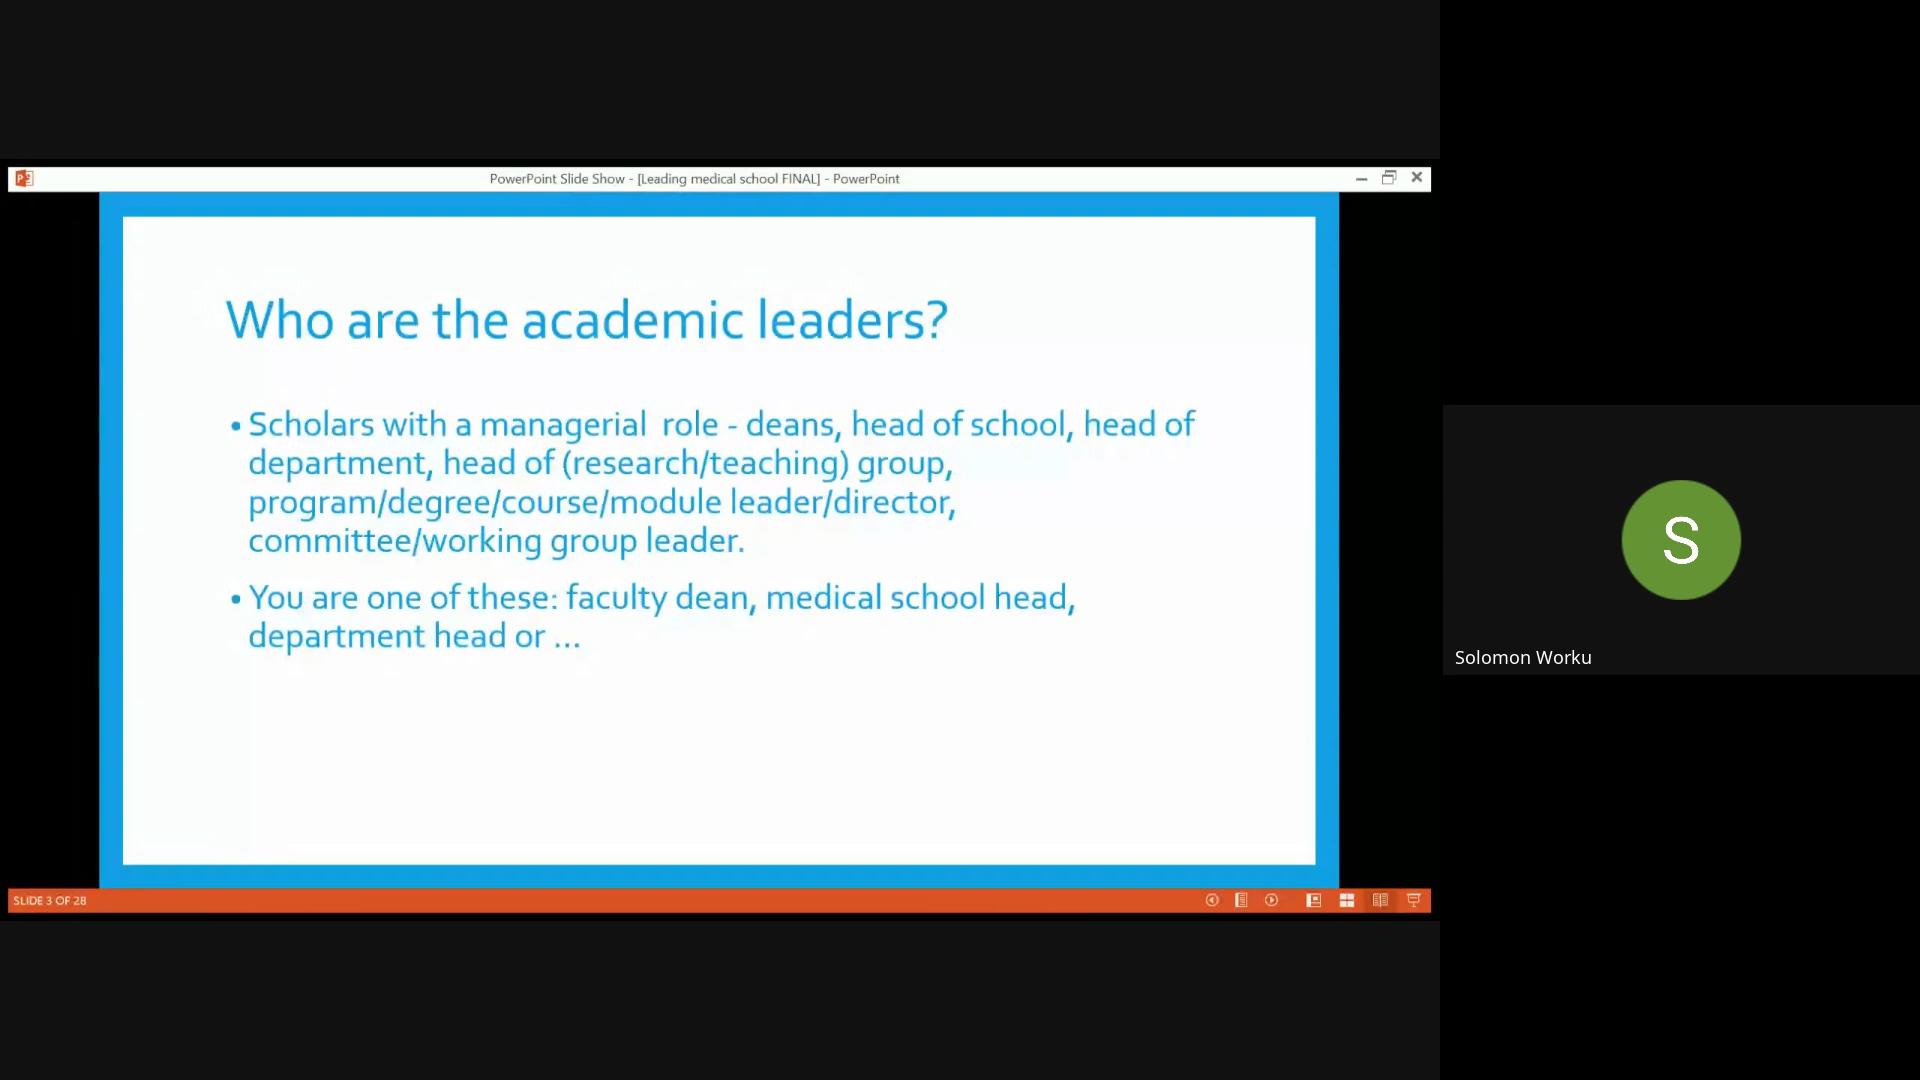 PowerPoint Slide Show - [Leading medical school FINAL] - PowerPoint
Who are the academic leaders?
• Scholars with a managerial role - deans, head of school, head of
department, head of (research/teaching) group,
program/degree/course/module leader/director,
committee/working group leader.
• You are one of these: faculty dean, medical school head,
department head or ...
SLIDE 3 OF 28
S
Solomon Worku